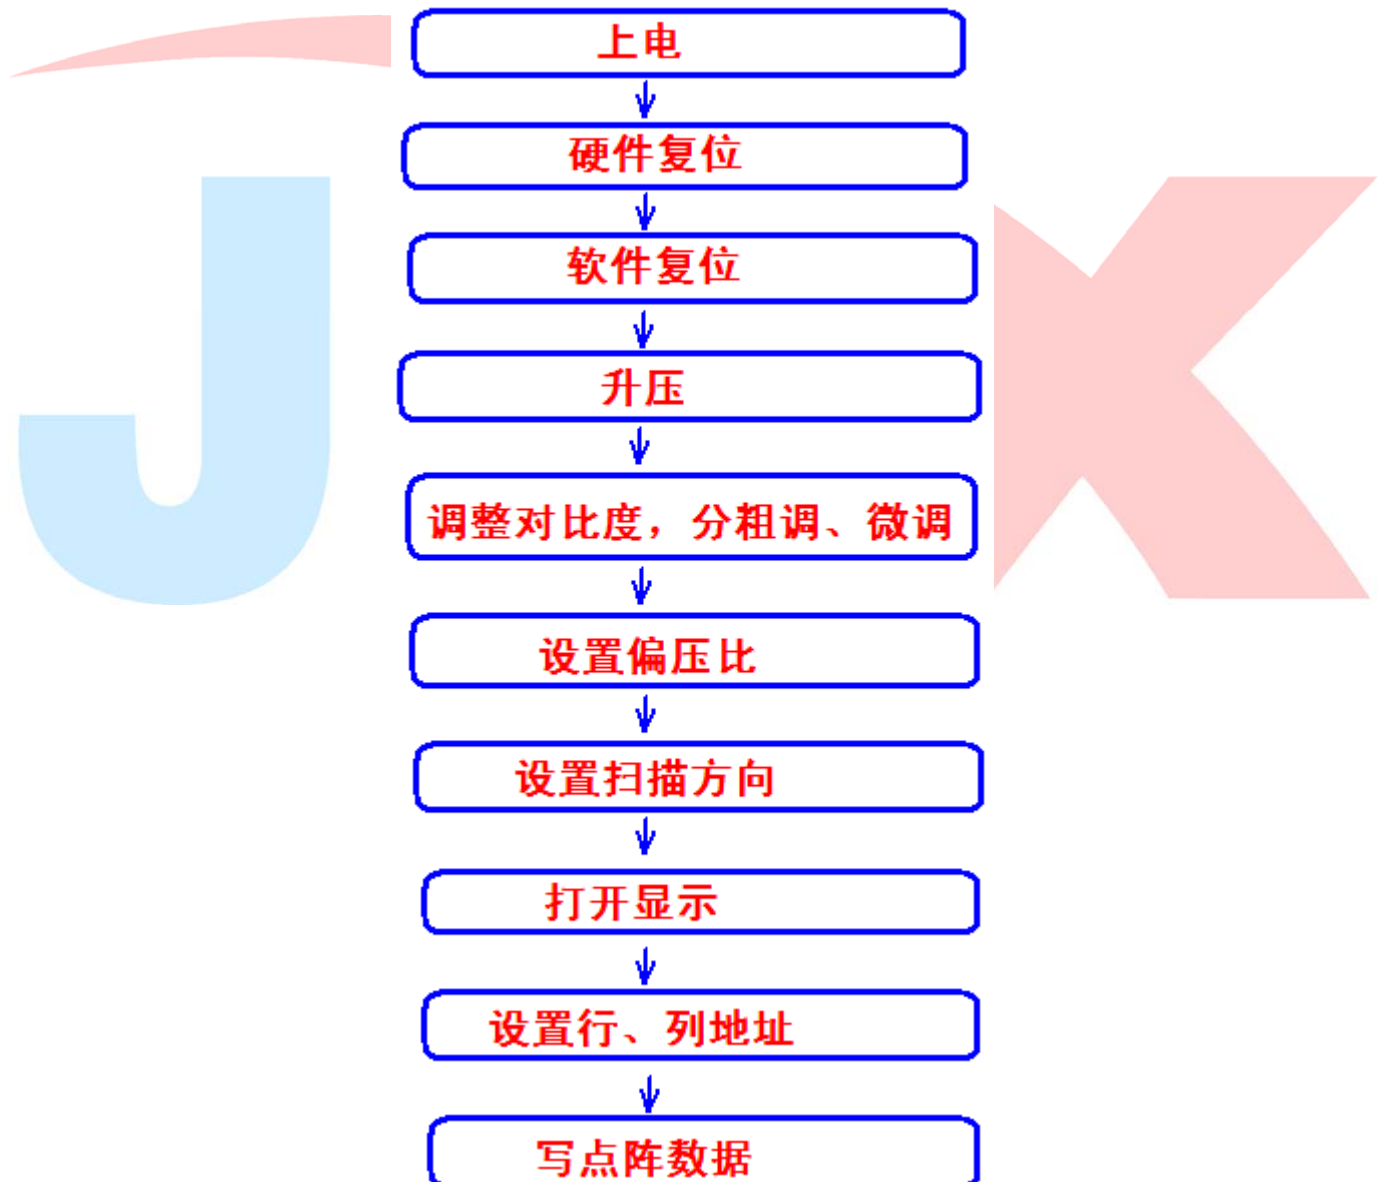 上电
硬件复位
软件复位
升压
调整对比度，分粗调、微调
设置偏压比
设置扫描方向
打开显示
设置行、列地址
写点阵数据
J
X